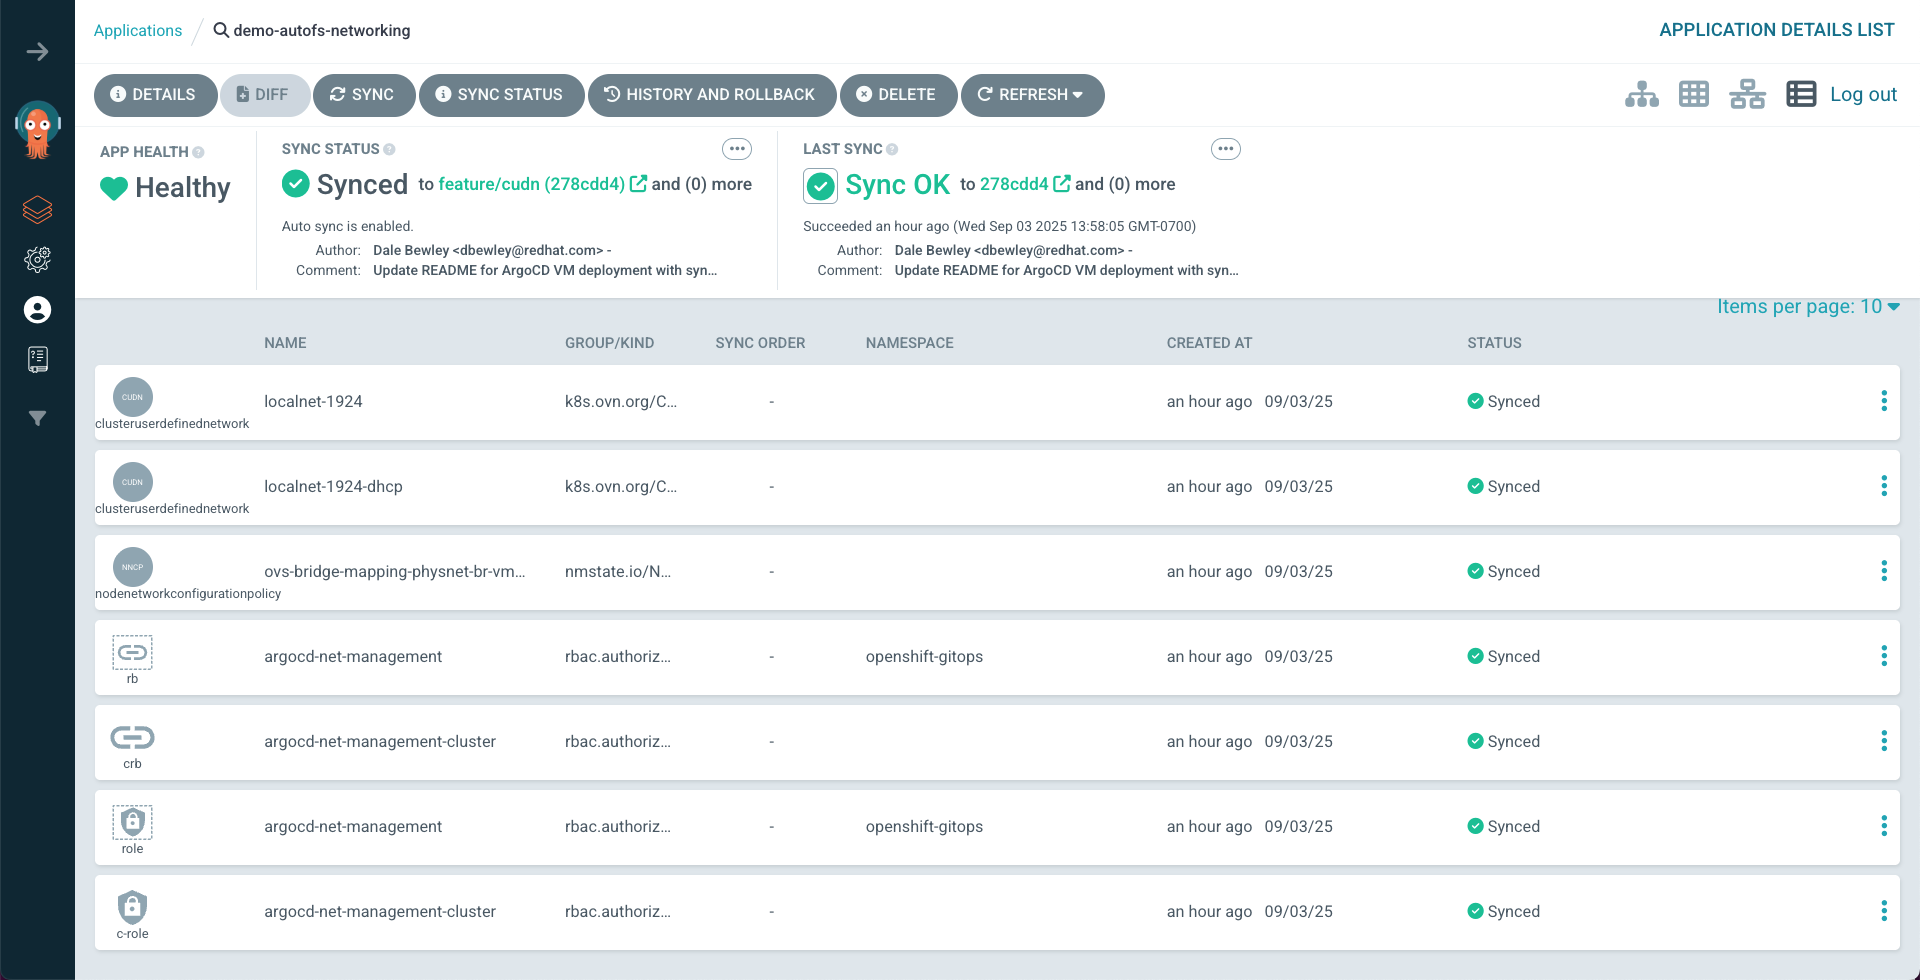 Applications / demo-autofs-networking
APPLICATION DETAILS LIST
DETAILS DIFF SYNC SYNC STATUS HISTORY AND ROLLBACK DELETE REFRESH
Log out
APP HEALTH
Healthy
SYNC STATUS
Synced to feature/cudn (278cdd4) and (0) more
Auto sync is enabled.
Author: Dale Bewley <dbewley@redhat.com> -
Comment: Update README for ArgoCD VM deployment with syn...
LAST SYNC
Sync OK to 278cdd4 and (0) more
Succeeded an hour ago (Wed Sep 03 2025 13:58:05 GMT-0700)
Author: Dale Bewley <dbewley@redhat.com> -
Comment: Update README for ArgoCD VM deployment with syn...
Items per page: 10
NAME GROUP/KIND SYNC ORDER NAMESPACE CREATED AT STATUS
CUDN
clusteruserdefinednetwork
localnet-1924 k8s.ovn.org/C... - an hour ago 09/03/25 Synced
CUDN
clusteruserdefinednetwork
localnet-1924-dhcp k8s.ovn.org/C... - an hour ago 09/03/25 Synced
NNCP
nodenetworkconfigurationpolicy
ovs-bridge-mapping-physnet-br-vm... nmstate.io/N... - an hour ago 09/03/25 Synced
rb
argocd-net-management rbac.authoriz... - openshift-gitops an hour ago 09/03/25 Synced
crb
argocd-net-management-cluster rbac.authoriz... - an hour ago 09/03/25 Synced
role
argocd-net-management rbac.authoriz... - openshift-gitops an hour ago 09/03/25 Synced
c-role
argocd-net-management-cluster rbac.authoriz... - an hour ago 09/03/25 Synced